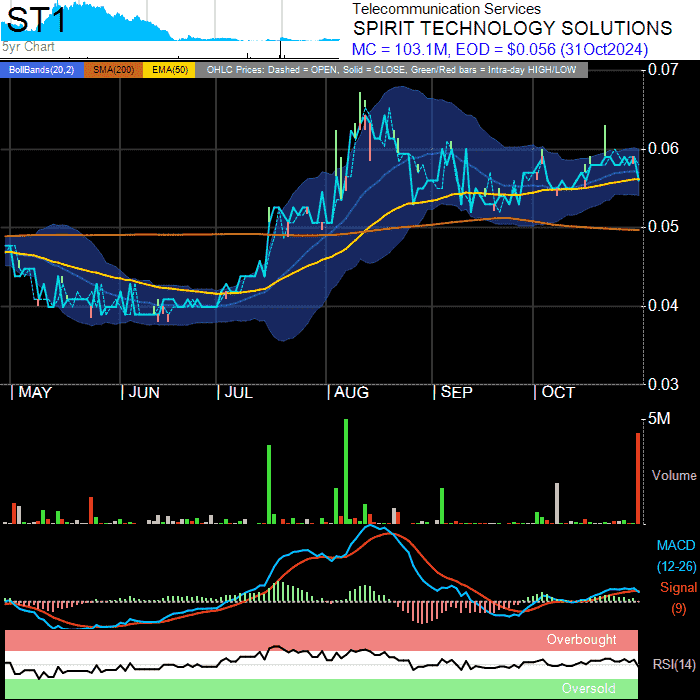 ST1
5yr Chart
Telecommunication Services
SPIRIT TECHNOLOGY SOLUTIONS
MC = 103.1M, EOD = $0.056 (31Oct2024)
BollBands(20,2) SMA(200) EMA(50) OHLC Prices: Dashed = OPEN, Solid = CLOSE, Green/Red bars = Intra-day HIGH/LOW
0.07
0.06
0.05
0.04
0.03
MAY JUN JUL AUG SEP OCT
5M
Volume
MACD
(12-26)
Signal
(9)
Overbought
RSI(14)
Oversold